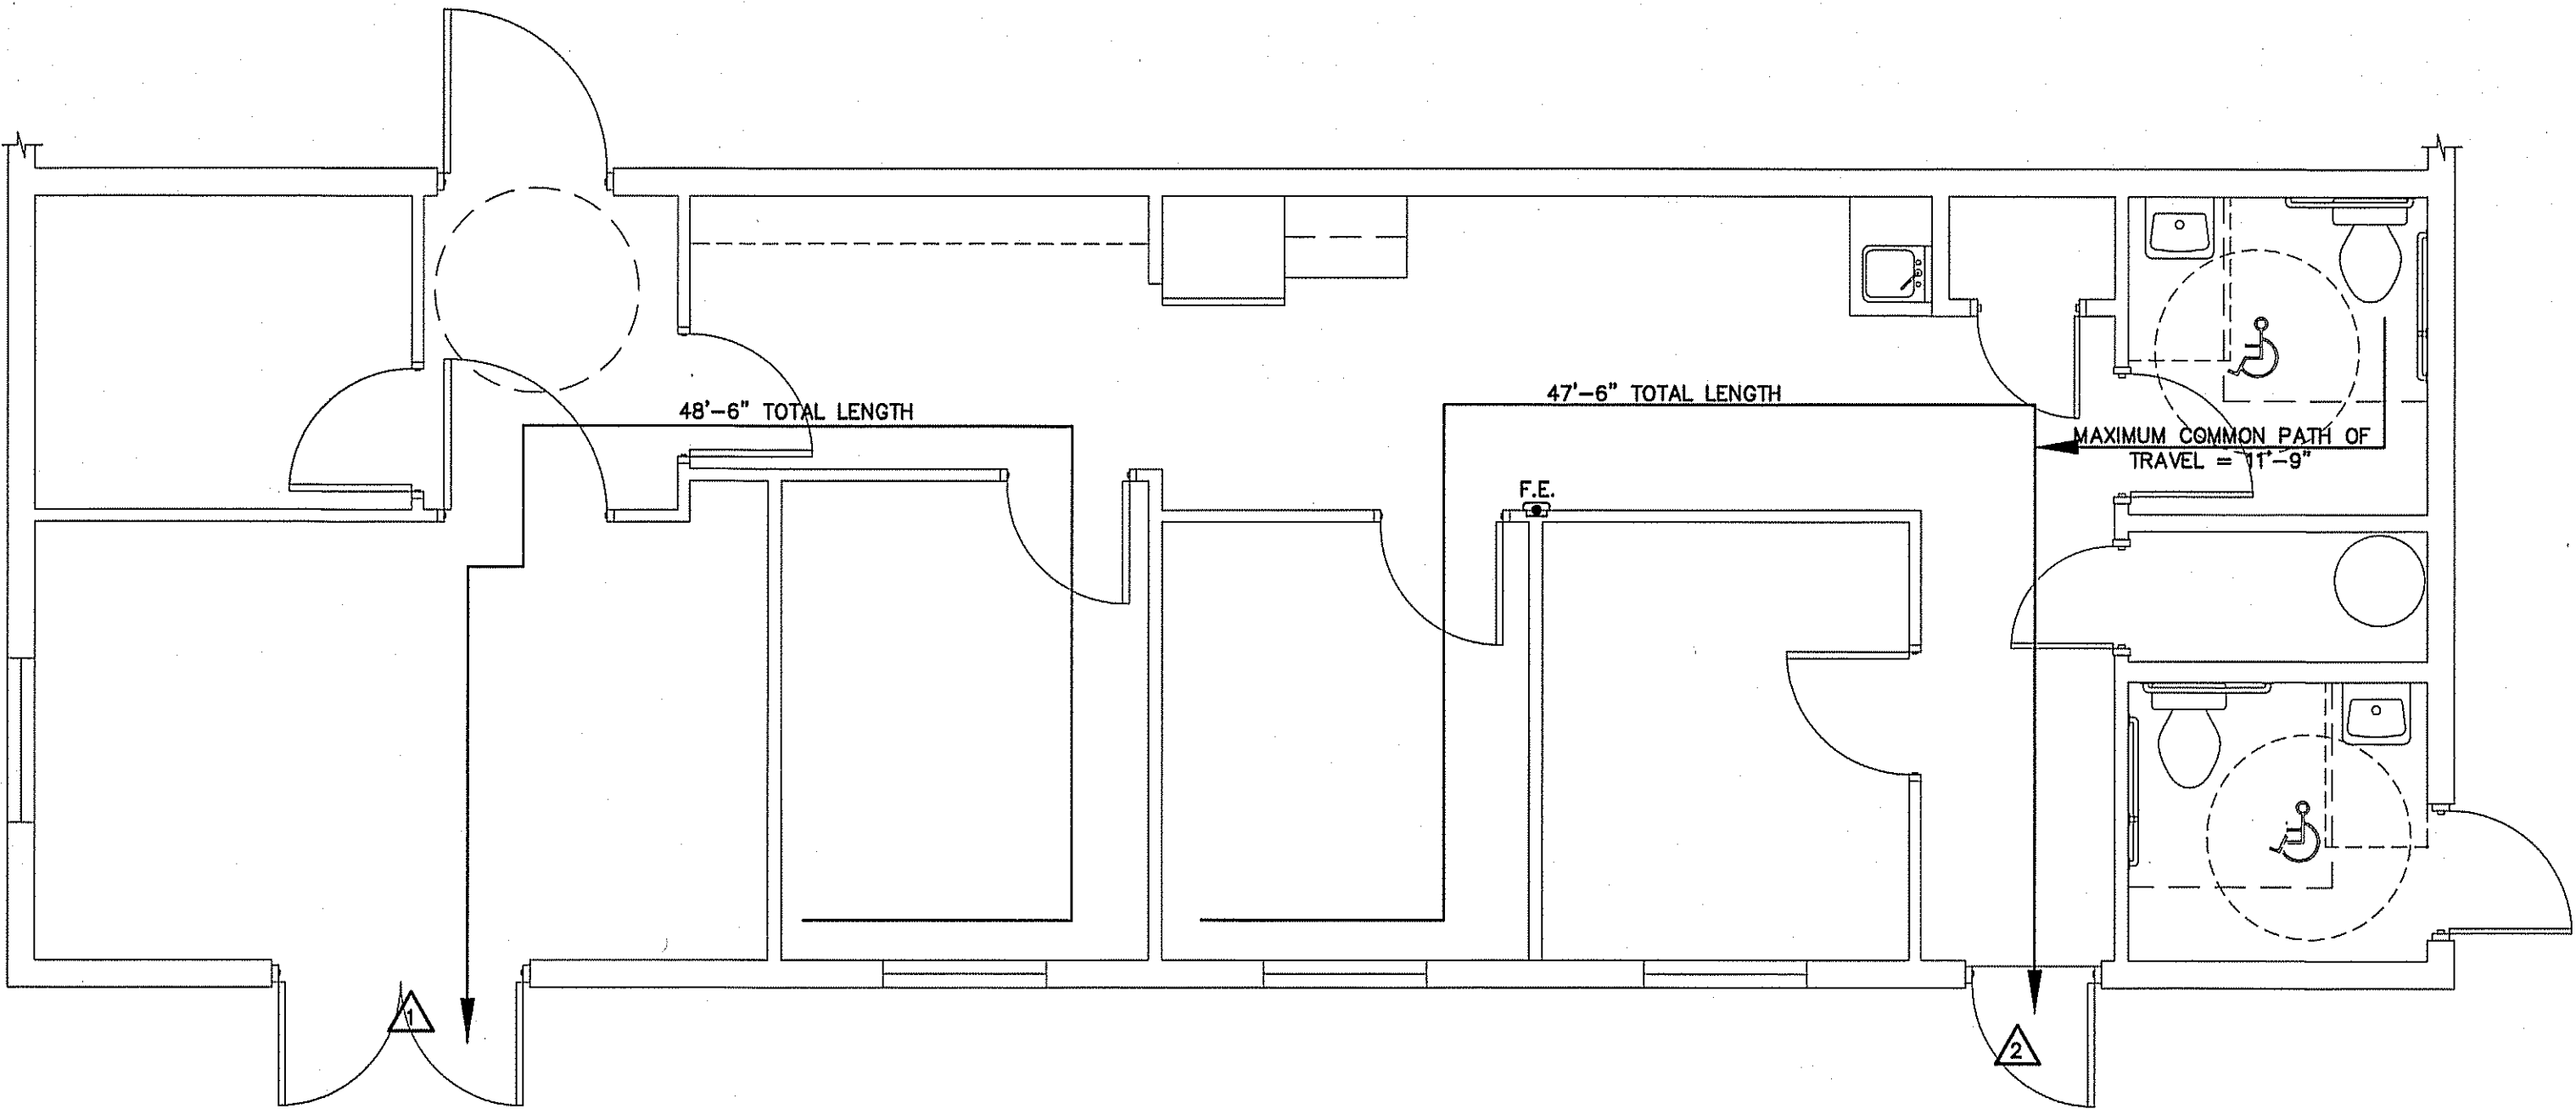 48'-6" TOTAL LENGTH
47'-6" TOTAL LENGTH
MAXIMUM COMMON PATH OF
TRAVEL = 11'-9"
F.E.
1
2